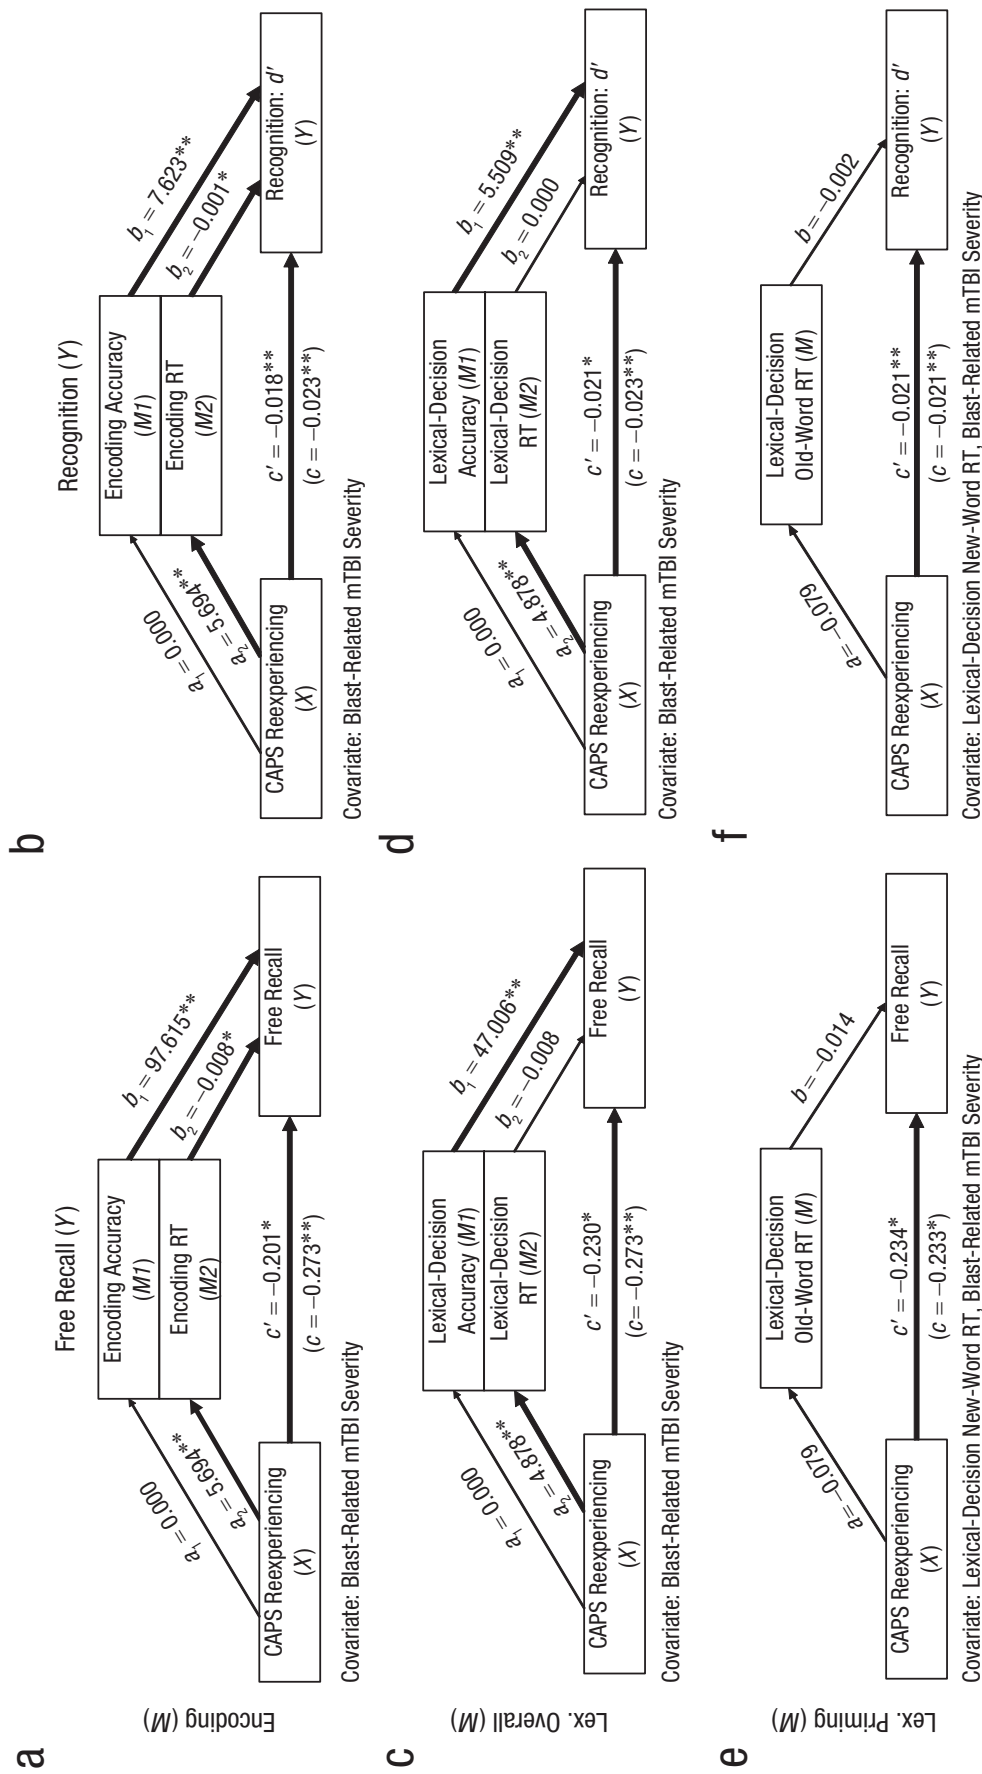 Free Recall (Y)
Recognition (Y)
a
Encoding (M)
Encoding Accuracy
(M1)
Encoding RT
(M2)
a₁ = 0.000
a₂ = 5.694**
b₁ = 97.615**
b₂ = −0.008*
CAPS Reexperiencing
(X)
c′ = −0.201*
(c = −0.273**)
Free Recall
(Y)
Covariate: Blast-Related mTBI Severity
b
Encoding Accuracy
(M1)
Encoding RT
(M2)
a₁ = 0.000
a₂ = 5.694**
b₁ = 7.623**
b₂ = −0.001*
CAPS Reexperiencing
(X)
c′ = −0.018**
(c = −0.023**)
Recognition: d′
(Y)
Covariate: Blast-Related mTBI Severity
c
Lex. Overall (M)
Lexical-Decision
Accuracy (M1)
Lexical-Decision
RT (M2)
a₁ = 0.000
a₂ = 4.878**
b₁ = 47.006**
b₂ = −0.008
CAPS Reexperiencing
(X)
c′ = −0.230*
(c = −0.273**)
Free Recall
(Y)
Covariate: Blast-Related mTBI Severity
d
Lexical-Decision
Accuracy (M1)
Lexical-Decision
RT (M2)
a₁ = 0.000
a₂ = 4.878**
b₁ = 5.509**
b₂ = 0.000
CAPS Reexperiencing
(X)
c′ = −0.021*
(c = −0.023**)
Recognition: d′
(Y)
Covariate: Blast-Related mTBI Severity
e
Lex. Priming (M)
Lexical-Decision
Old-Word RT (M)
a = −0.079
b = −0.014
CAPS Reexperiencing
(X)
c′ = −0.234*
(c = −0.233*)
Free Recall
(Y)
Covariate: Lexical-Decision New-Word RT, Blast-Related mTBI Severity
f
Lexical-Decision
Old-Word RT (M)
a = −0.079
b = −0.002
CAPS Reexperiencing
(X)
c′ = −0.021**
(c = −0.021**)
Recognition: d′
(Y)
Covariate: Lexical-Decision New-Word RT, Blast-Related mTBI Severity